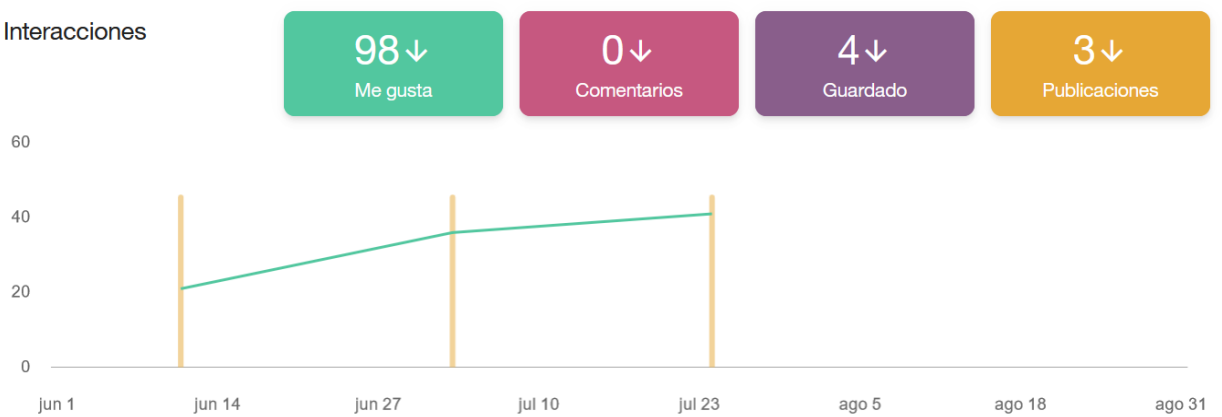 Interacciones
98↓
Me gusta
0↓
Comentarios
4↓
Guardado
3↓
Publicaciones
60
40
20
0
jun 1 jun 14 jun 27 jul 10 jul 23 ago 5 ago 18 ago 31